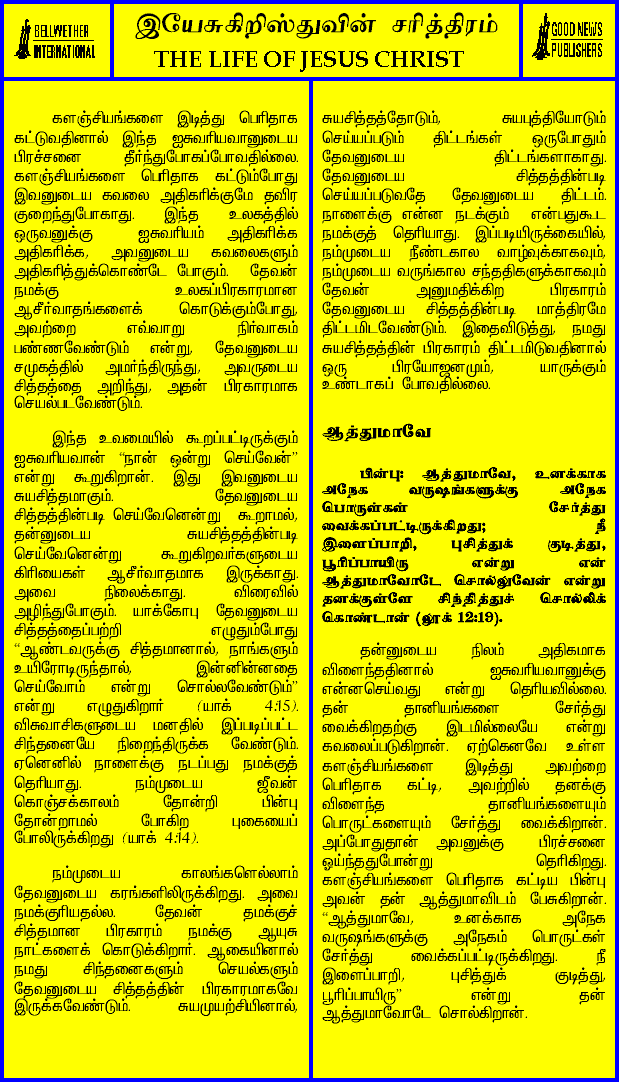 BELLWETHER
INTERNATIONAL
இயேசுகிறிஸ்துவின் சரித்திரம்
THE LIFE OF JESUS CHRIST
GOOD NEWS
PUBLISHERS
களஞ்சியங்களை இடித்து பெரிதாக
கட்டுவதினால் இந்த ஐசுவரியவானுடைய
பிரச்சனை தீர்ந்துபோகப்போவதில்லை.
களஞ்சியங்களை பெரிதாக கட்டும்போது
இவனுடைய கவலை அதிகரிக்குமே தவிர
குறைந்துபோகாது. இந்த உலகத்தில்
ஒருவனுக்கு ஐசுவரியம் அதிகரிக்க
அதிகரிக்க, அவனுடைய கவலைகளும்
அதிகரித்துக்கொண்டே போகும். தேவன்
நமக்கு உலகப்பிரகாரமான
ஆசீர்வாதங்களைக் கொடுக்கும்போது,
அவற்றை எவ்வாறு நிர்வாகம்
பண்ணவேண்டும் என்று, தேவனுடைய
சமுகத்தில் அமர்ந்திருந்து, அவருடைய
சித்தத்தை அறிந்து, அதன் பிரகாரமாக
செயல்படவேண்டும்.
இந்த உவமையில் கூறப்பட்டிருக்கும்
ஐசுவரியவான் “நான் ஒன்று செய்வேன்”
என்று கூறுகிறான். இது இவனுடைய
சுயசித்தமாகும். தேவனுடைய
சித்தத்தின்படி செய்வேனென்று கூறாமல்,
தன்னுடைய சுயசித்தத்தின்படி
செய்வேனென்று கூறுகிறவர்களுடைய
கிரியைகள் ஆசீர்வாதமாக இருக்காது.
அவை நிலைக்காது. விரைவில்
அழிந்துபோகும். யாக்கோபு தேவனுடைய
சித்தத்தைப்பற்றி எழுதும்போது
“ஆண்டவருக்கு சித்தமானால், நாங்களும்
உயிரோடிருந்தால், இன்னின்னதை
செய்வோம் என்று சொல்லவேண்டும்”
என்று எழுதுகிறார் (யாக் 4:15).
விசுவாசிகளுடைய மனதில் இப்படிப்பட்ட
சிந்தனையே நிறைந்திருக்க வேண்டும்.
ஏனெனில் நாளைக்கு நடப்பது நமக்குத்
தெரியாது. நம்முடைய ஜீவன்
கொஞ்சக்காலம் தோன்றி பின்பு
தோன்றாமல் போகிற புகையைப்
போலிருக்கிறது (யாக் 4:14).
நம்முடைய காலங்களெல்லாம்
தேவனுடைய கரங்களிலிருக்கிறது. அவை
நமக்குரியதல்ல. தேவன் தமக்குச்
சித்தமான பிரகாரம் நமக்கு ஆயுசு
நாட்களைக் கொடுக்கிறார். ஆகையினால்
நமது சிந்தனைகளும் செயல்களும்
தேவனுடைய சித்தத்தின் பிரகாரமாகவே
இருக்கவேண்டும். சுயமுயற்சியினால்,
சுயசித்தத்தோடும், சுயபுத்தியோடும்
செய்யப்படும் திட்டங்கள் ஒருபோதும்
தேவனுடைய திட்டங்களாகாது.
தேவனுடைய சித்தத்தின்படி
செய்யப்படுவதே தேவனுடைய திட்டம்.
நாளைக்கு என்ன நடக்கும் என்பதுகூட
நமக்குத் தெரியாது. இப்படியிருக்கையில்,
நம்முடைய நீண்டகால வாழ்வுக்காகவும்,
நம்முடைய வருங்கால சந்ததிகளுக்காகவும்
தேவன் அனுமதிக்கிற பிரகாரம்
தேவனுடைய சித்தத்தின்படி மாத்திரமே
திட்டமிடவேண்டும். இதைவிடுத்து, நமது
சுயசித்தத்தின் பிரகாரம் திட்டமிடுவதினால்
ஒரு பிரயோஜனமும், யாருக்கும்
உண்டாகப் போவதில்லை.
ஆத்துமாவே
பின்பு: ஆத்துமாவே, உனக்காக
அநேக வருஷங்களுக்கு அநேக
பொருள்கள் சேர்த்து
வைக்கப்பட்டிருக்கிறது; நீ
இளைப்பாறி, புசித்துக் குடித்து,
பூரிப்பாயிரு என்று என்
ஆத்துமாவோடே சொல்லுவேன் என்று
தனக்குள்ளே சிந்தித்துச் சொல்லிக்
கொண்டான் (லூக் 12:19).
தன்னுடைய நிலம் அதிகமாக
விளைந்ததினால் ஐசுவரியவானுக்கு
என்னசெய்வது என்று தெரியவில்லை.
தன் தானியங்களை சேர்த்து
வைக்கிறதற்கு இடமில்லையே என்று
கவலைப்படுகிறான். ஏற்கெனவே உள்ள
களஞ்சியங்களை இடித்து அவற்றை
பெரிதாக கட்டி, அவற்றில் தனக்கு
விளைந்த தானியங்களையும்
பொருட்களையும் சேர்த்து வைக்கிறான்.
அப்போதுதான் அவனுக்கு பிரச்சனை
ஓய்ந்ததுபோன்று தெரிகிறது.
களஞ்சியங்களை பெரிதாக கட்டிய பின்பு
அவன் தன் ஆத்துமாவிடம் பேசுகிறான்.
“ஆத்துமாவே, உனக்காக அநேக
வருஷங்களுக்கு அநேகம் பொருட்கள்
சேர்த்து வைக்கப்பட்டிருக்கிறது. நீ
இளைப்பாறி, புசித்துக் குடித்து,
பூரிப்பாயிரு” என்று தன்
ஆத்துமாவோடே சொல்கிறான்.